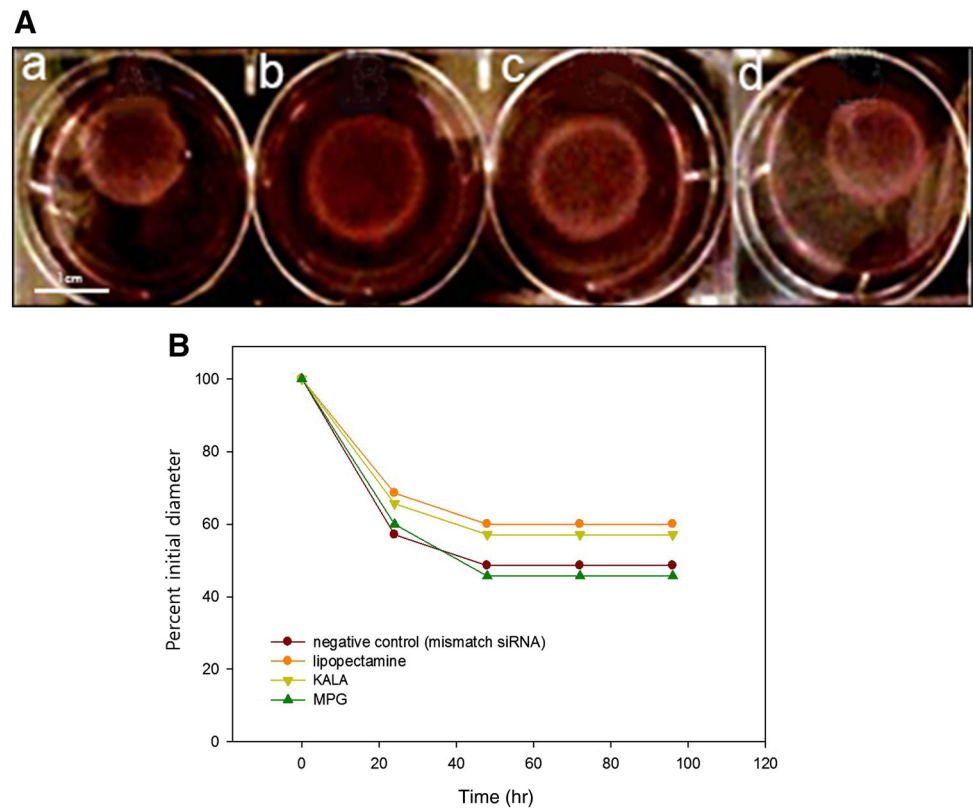 A
a b c d
1cm
B
Percent initial diameter
100
80
60
40
20
0
negative control (mismatch siRNA)
lipopectamine
KALA
MPG
0 20 40 60 80 100 120
Time (hr)